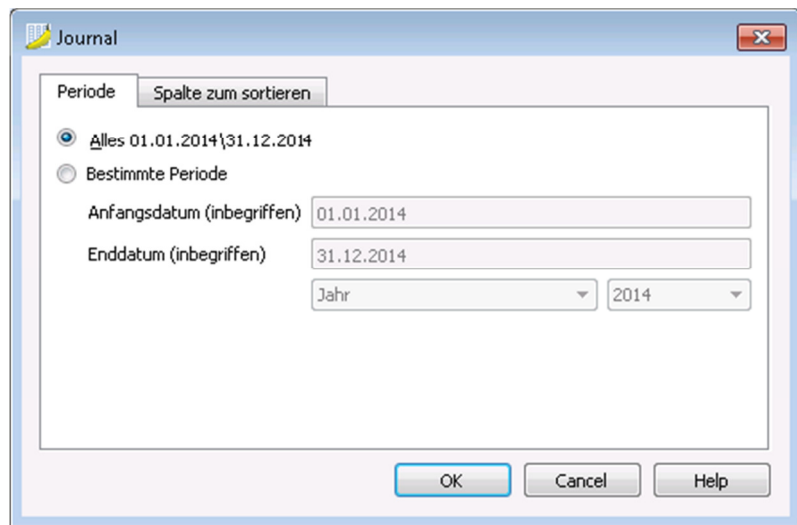 Journal
Periode Spalte zum sortieren
Alles 01.01.2014\31.12.2014
Bestimmte Periode
Anfangsdatum (inbegriffen) 01.01.2014
Enddatum (inbegriffen) 31.12.2014
Jahr 2014
OK Cancel Help